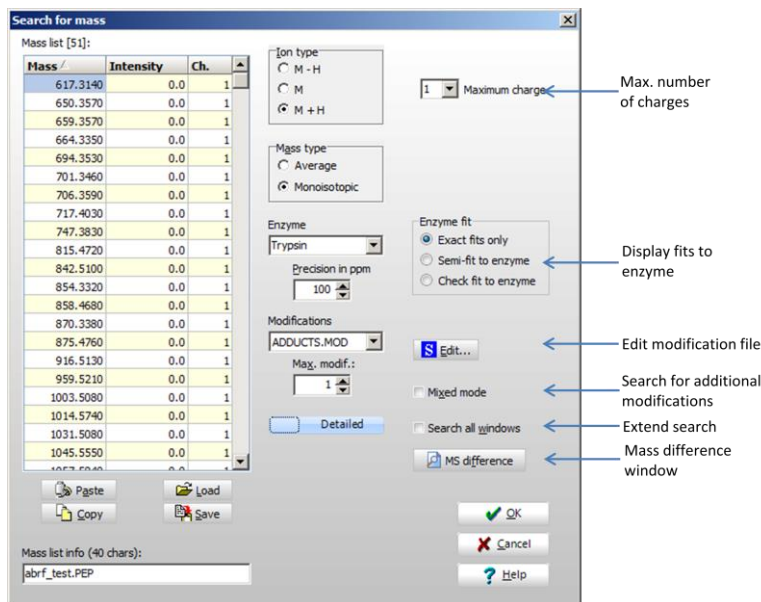 Search for mass
Mass list [51]:
Mass Intensity Ch.
617.3140 0.0 1
650.3570 0.0 1
659.3570 0.0 1
664.3350 0.0 1
694.3530 0.0 1
701.3460 0.0 1
706.3590 0.0 1
717.4030 0.0 1
747.3830 0.0 1
815.4720 0.0 1
842.5100 0.0 1
854.3320 0.0 1
858.4680 0.0 1
870.3380 0.0 1
875.4760 0.0 1
916.5130 0.0 1
959.5210 0.0 1
1003.5080 0.0 1
1014.5740 0.0 1
1031.5080 0.0 1
1045.5550 0.0 1
Paste
Load
Copy
Save
Mass list info (40 chars):
abrf_test.PEP
Ion type
M - H
M
M + H
Mass type
Average
Monoisotopic
Enzyme
Trypsin
Precision in ppm
100
Modifications
ADDUCTS.MOD
Max. modif.:
1
Detailed
1 Maximum charge
Enzyme fit
Exact fits only
Semi-fit to enzyme
Check fit to enzyme
S Edit...
Mixed mode
Search all windows
MS difference
OK
Cancel
? Help
Max. number
of charges
Display fits to
enzyme
Edit modification file
Search for additional
modifications
Extend search
Mass difference
window